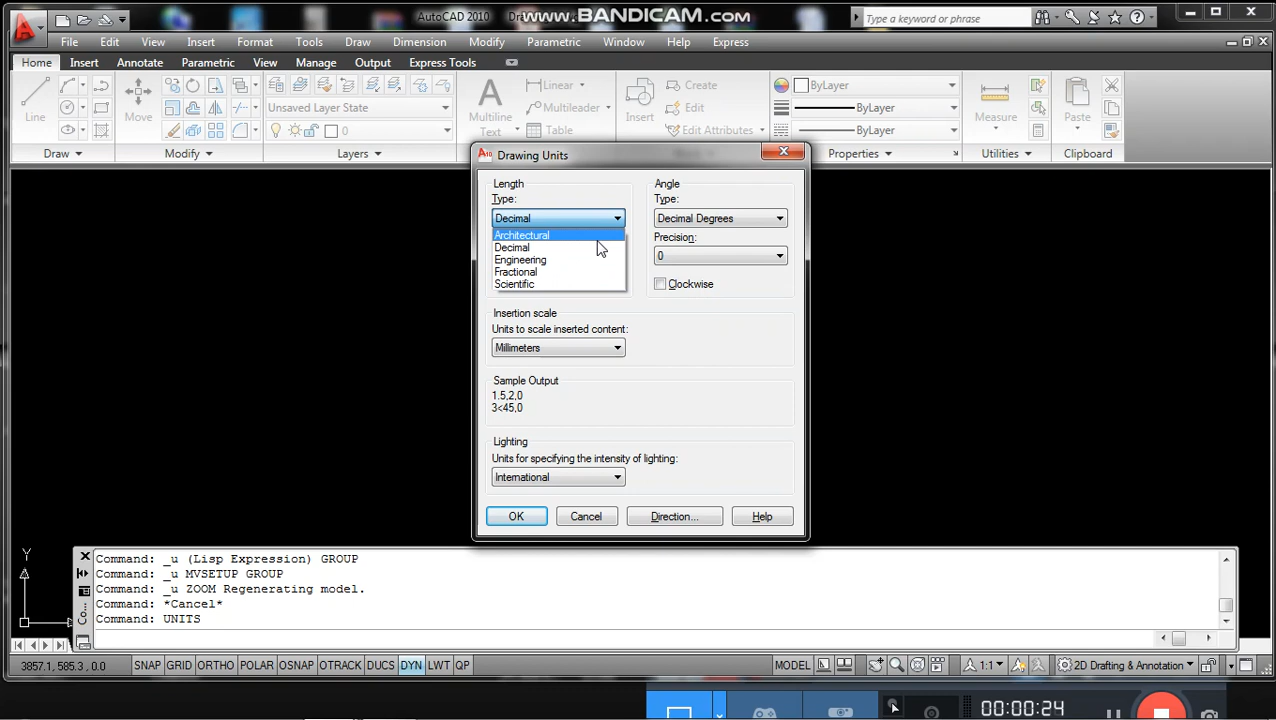 AutoCAD 2010 Dr
www.BANDICAM.com
Type a keyword or phrase
File Edit View Insert Format Tools Draw Dimension Modify Parametric Window Help Express
Home Insert Annotate Parametric View Manage Output Express Tools
Line
Move
Unsaved Layer State
0
Multiline
Text
Linear
Multileader
Table
Insert
Create
Edit
Edit Attributes
ByLayer
ByLayer
ByLayer
Measure
Paste
Draw Modify Layers Properties Utilities Clipboard
Drawing Units
Length
Type:
Decimal
Architectural
Decimal
Engineering
Fractional
Scientific
Angle
Type:
Decimal Degrees
Precision:
0
Clockwise
Insertion scale
Units to scale inserted content:
Millimeters
Sample Output
1.5,2,0
3<45,0
Lighting
Units for specifying the intensity of lighting:
International
OK Cancel Direction... Help
Y
Co...
Command: _u (Lisp Expression) GROUP
Command: _u MVSETUP GROUP
Command: _u ZOOM Regenerating model.
Command: *Cancel*
Command: UNITS
3857.1, 585.3 , 0.0 SNAP GRID ORTHO POLAR OSNAP OTRACK DUCS DYN LWT QP MODEL 1:1 2D Drafting & Annotation
00:00:24